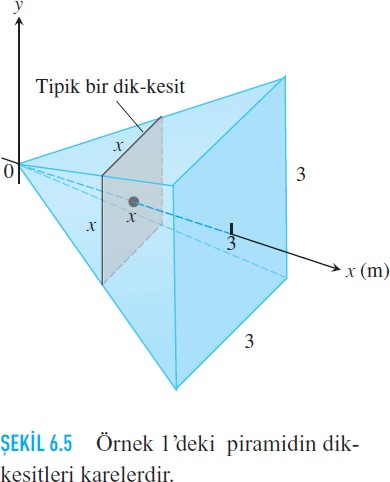 y
Tipik bir dik-kesit
x
0
3
x
x
3
x (m)
3
ŞEKİL 6.5 Örnek 1'deki piramidin dik-
kesitleri karelerdir.